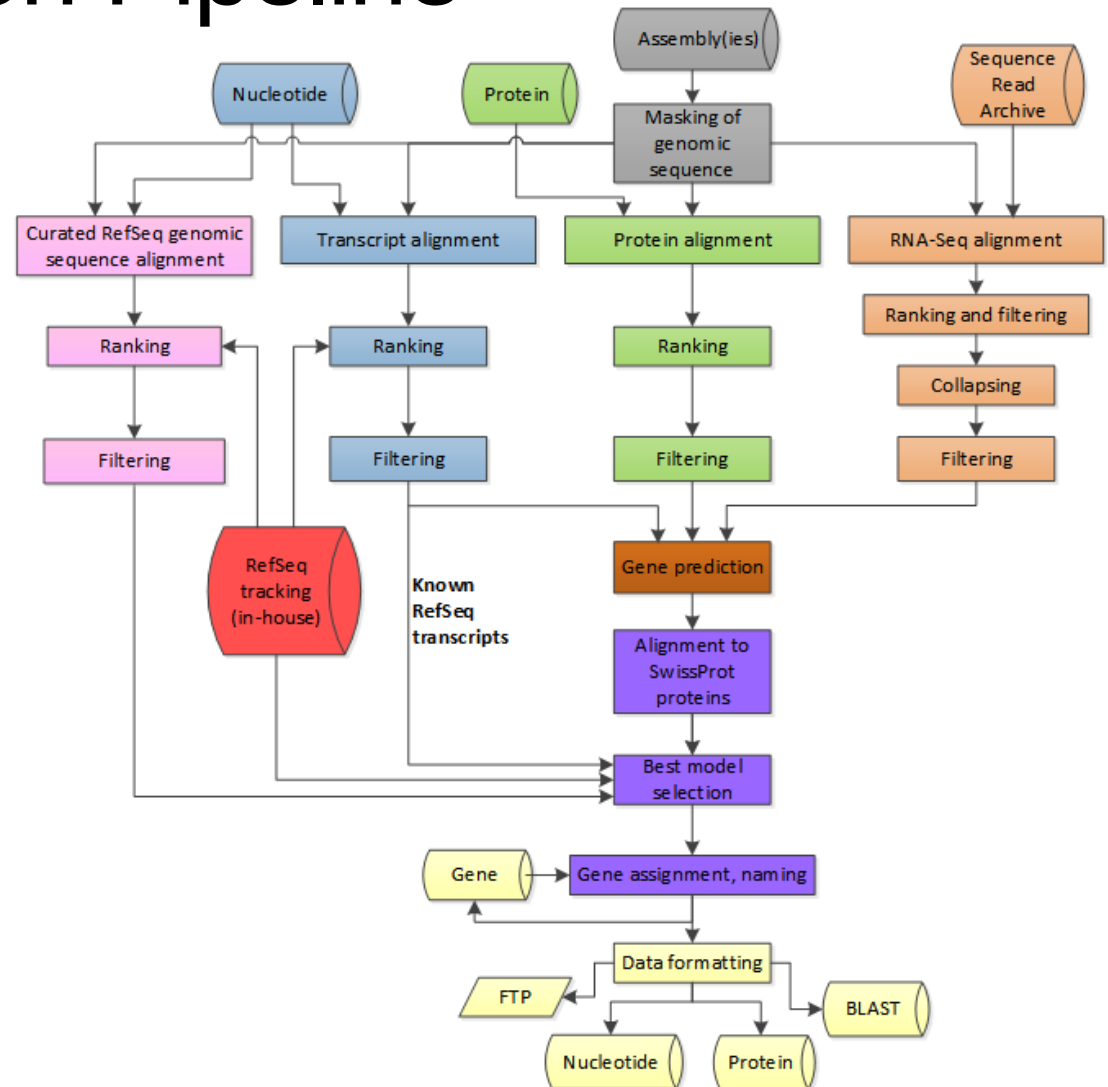 on Pipeline
Assembly(ies)
Nucleotide
Protein
Sequence
Read
Archive
Masking of
genomic
sequence
Curated RefSeq genomic
sequence alignment
Transcript alignment
Protein alignment
RNA-Seq alignment
Ranking
Ranking
Ranking
Ranking and filtering
Collapsing
Filtering
Filtering
Filtering
Filtering
RefSeq
tracking
(in-house)
Known
RefSeq
transcripts
Gene prediction
Alignment to
SwissProt
proteins
Best model
selection
Gene
Gene assignment, naming
Data formatting
FTP
BLAST
Nucleotide
Protein